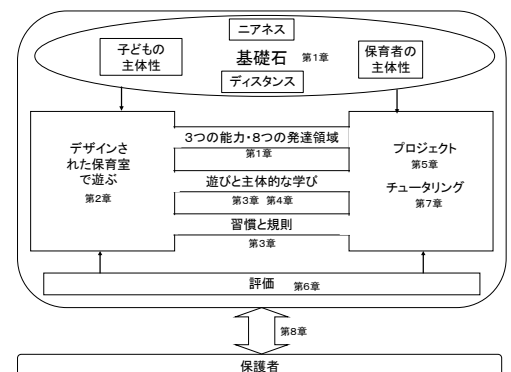 ニアネス
子どもの
主体性
基礎石 第1章
保育者の
主体性
ディスタンス
デザインさ
れた保育室
で遊ぶ
第2章
3つの能力・8つの発達領域
第1章
遊びと主体的な学び
第3章 第4章
習慣と規則
第3章
プロジェクト
第5章
チュータリング
第7章
評価 第6章
第8章
保護者